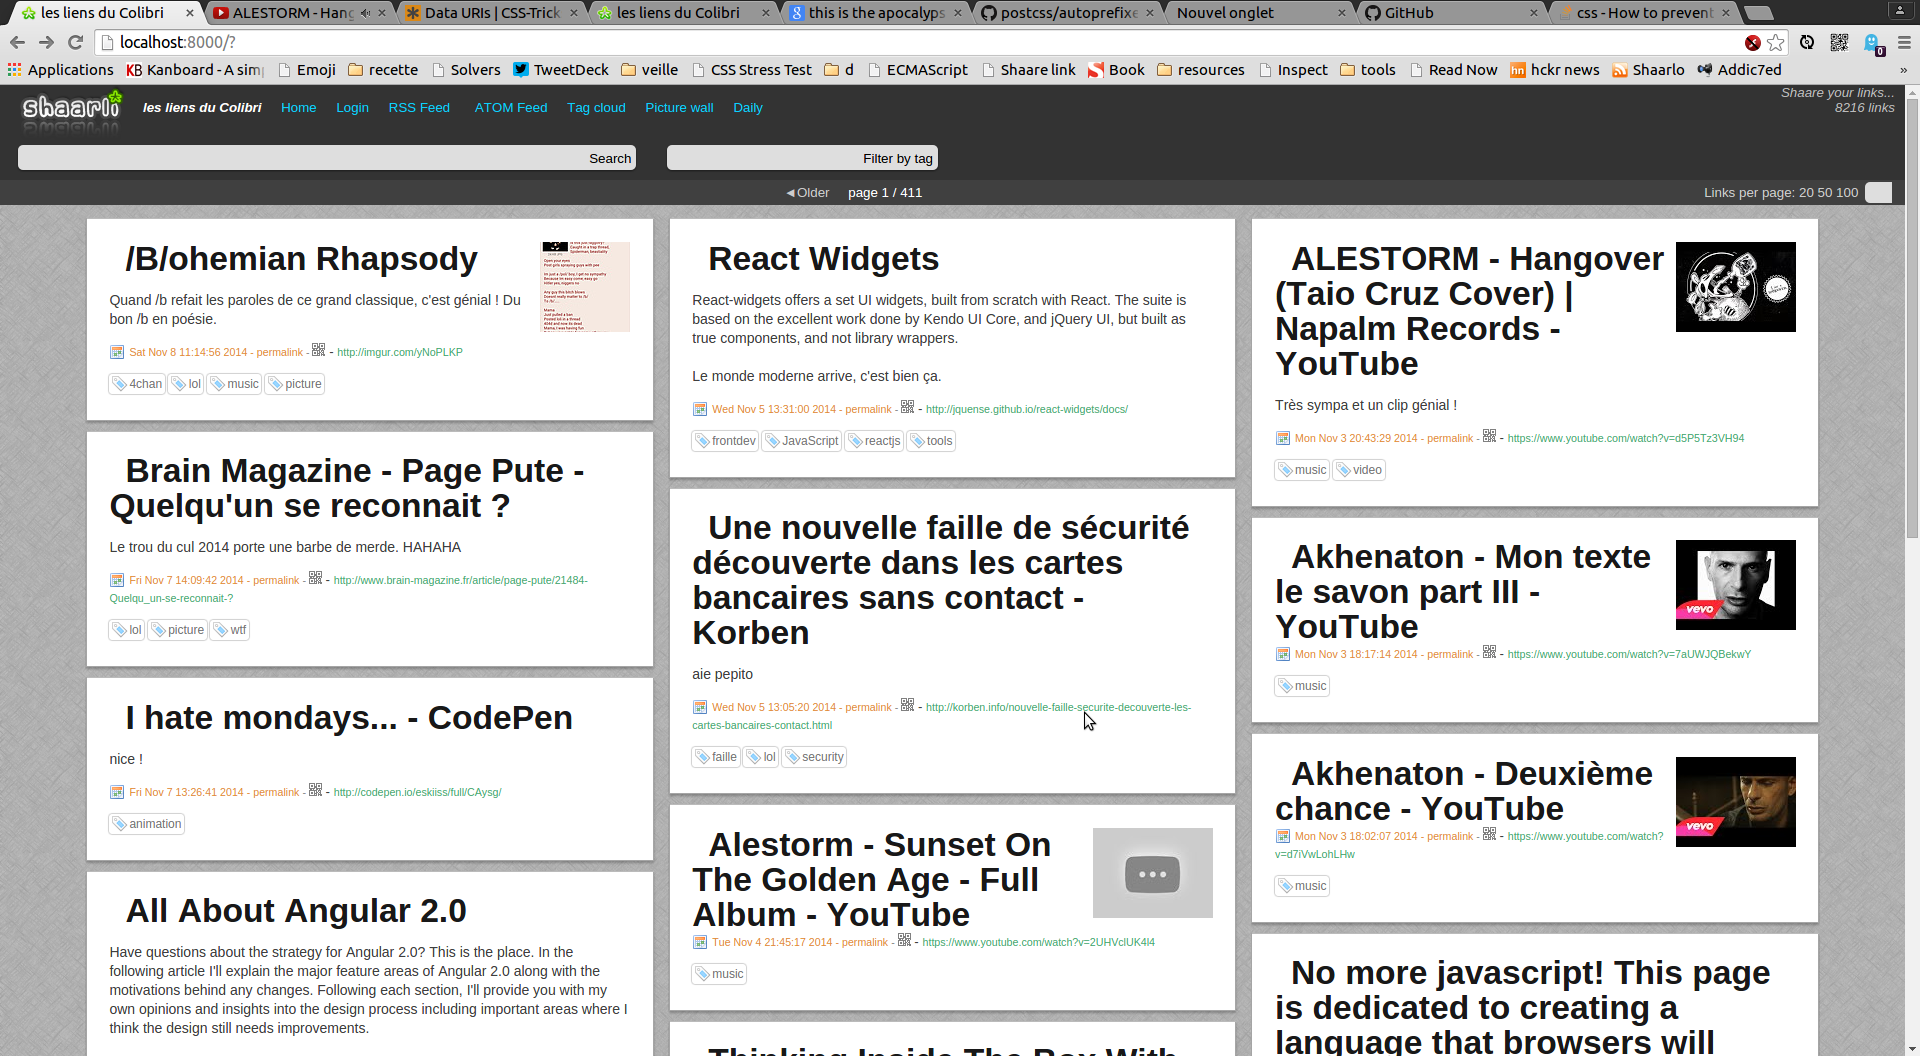 les liens du Colibri
ALESTORM - Hang
Data URIs | CSS-Trick
les liens du Colibri
this is the apocalyps
postcss/autoprefixe
Nouvel onglet
GitHub
css - How to prevent
localhost:8000/?
0
Applications
KB Kanboard - A sim
Emoji
recette
Solvers
TweetDeck
veille
CSS Stress Test
d
ECMAScript
Shaare link
Book
resources
Inspect
tools
Read Now
hn hckr news
Shaarlo
Addic7ed
»
shaarli
les liens du Colibri
Home
Login
RSS Feed
ATOM Feed
Tag cloud
Picture wall
Daily
Shaare your links...
8216 links
Search
Filter by tag
◄Older
page 1 / 411
Links per page: 20 50 100
/B/ohemian Rhapsody
Quand /b refait les paroles de ce grand classique, c'est génial ! Du
bon /b en poésie.
Sat Nov 8 11:14:56 2014 - permalink - - http://imgur.com/yNoPLKP
4chan
lol
music
picture
Brain Magazine - Page Pute -
Quelqu'un se reconnait ?
Le trou du cul 2014 porte une barbe de merde. HAHAHA
Fri Nov 7 14:09:42 2014 - permalink - - http://www.brain-magazine.fr/article/page-pute/21484-
Quelqu_un-se-reconnait-?
lol
picture
wtf
I hate mondays... - CodePen
nice !
Fri Nov 7 13:26:41 2014 - permalink - - http://codepen.io/eskiiss/full/CAysg/
animation
All About Angular 2.0
Have questions about the strategy for Angular 2.0? This is the place. In the
following article I'll explain the major feature areas of Angular 2.0 along with the
motivations behind any changes. Following each section, I'll provide you with my
own opinions and insights into the design process including important areas where I
think the design still needs improvements.
React Widgets
React-widgets offers a set UI widgets, built from scratch with React. The suite is
based on the excellent work done by Kendo UI Core, and jQuery UI, but built as
true components, and not library wrappers.
Le monde moderne arrive, c'est bien ça.
Wed Nov 5 13:31:00 2014 - permalink - - http://jquense.github.io/react-widgets/docs/
frontdev
JavaScript
reactjs
tools
Une nouvelle faille de sécurité
découverte dans les cartes
bancaires sans contact -
Korben
aie pepito
Wed Nov 5 13:05:20 2014 - permalink - - http://korben.info/nouvelle-faille-securite-decouverte-les-
cartes-bancaires-contact.html
faille
lol
security
Alestorm - Sunset On
The Golden Age - Full
Album - YouTube
Tue Nov 4 21:45:17 2014 - permalink - - https://www.youtube.com/watch?v=2UHVclUK4l4
music
Thinking Inside The Box With
ALESTORM - Hangover
(Taio Cruz Cover) |
Napalm Records -
YouTube
Très sympa et un clip génial !
Mon Nov 3 20:43:29 2014 - permalink - - https://www.youtube.com/watch?v=d5P5Tz3VH94
music
video
Akhenaton - Mon texte
le savon part III -
YouTube
vevo
Mon Nov 3 18:17:14 2014 - permalink - - https://www.youtube.com/watch?v=7aUWJQBekwY
music
Akhenaton - Deuxième
chance - YouTube
vevo
Mon Nov 3 18:02:07 2014 - permalink - - https://www.youtube.com/watch?
v=d7iVwLohLHw
music
No more javascript! This page
is dedicated to creating a
language that browsers will